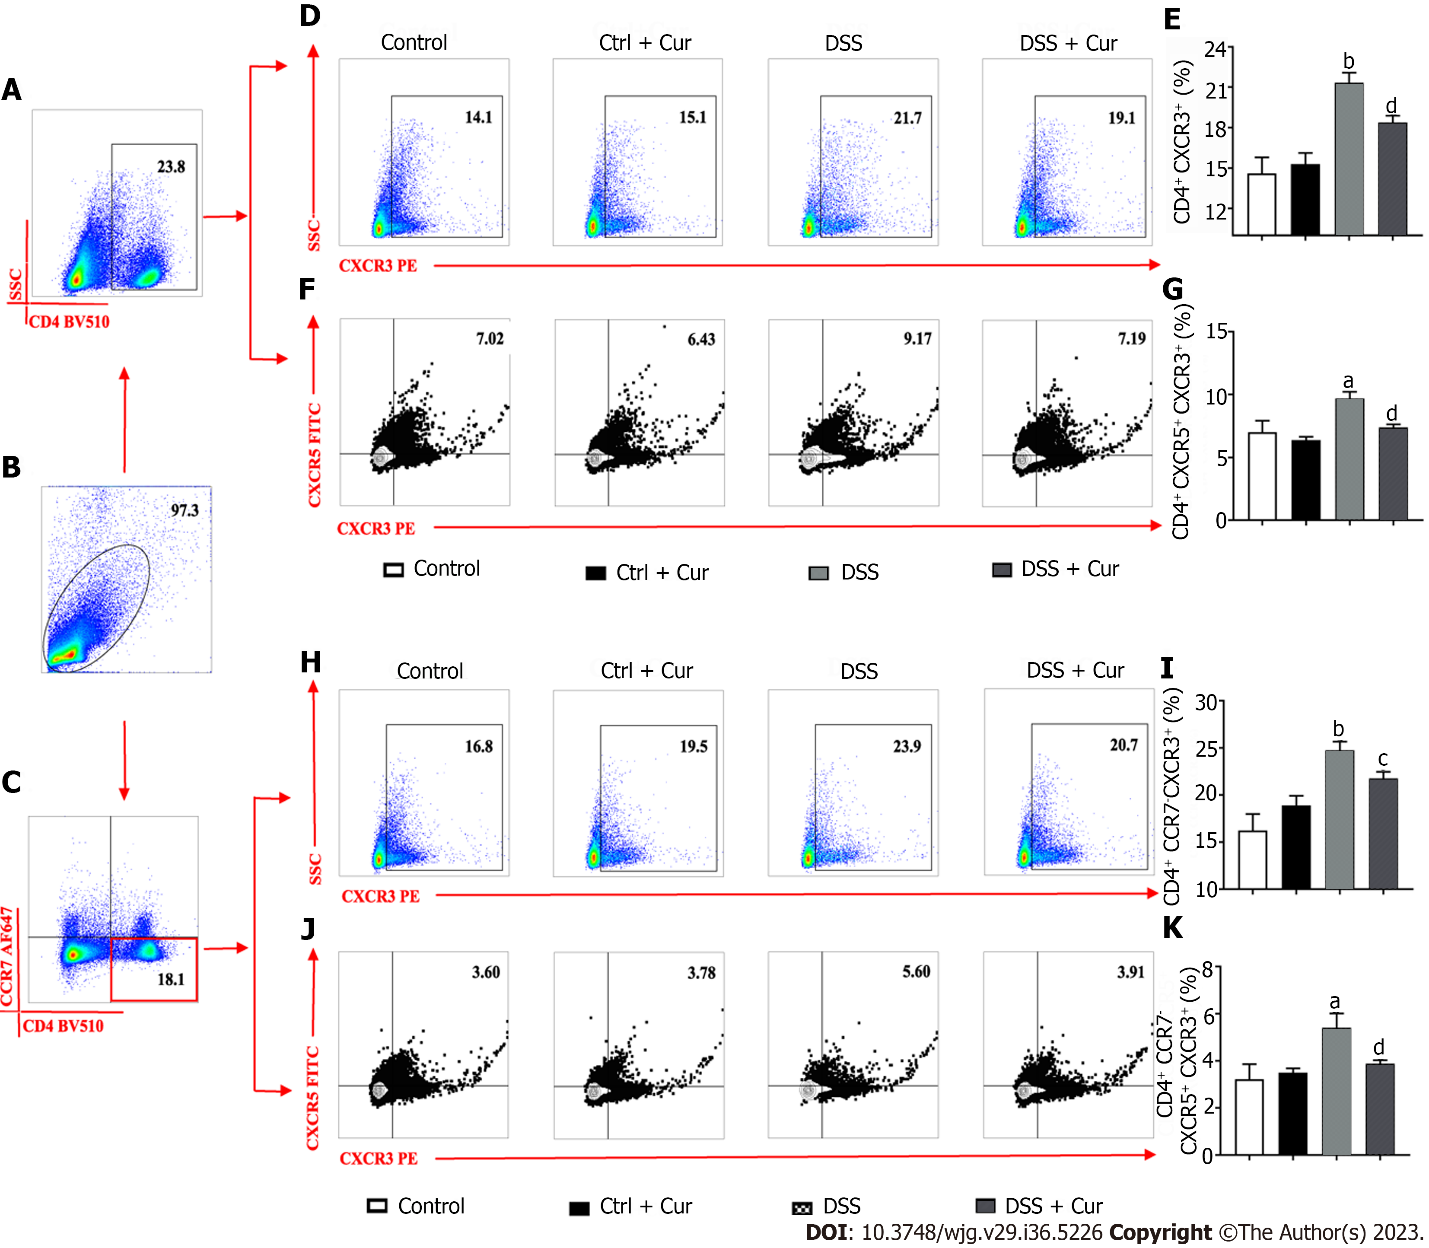 A
23.8
SSC
CD4 BV510
B
97.3
C
CCR7 AF647
18.1
CD4 BV510
D
Control
Ctrl + Cur
DSS
DSS + Cur
14.1
15.1
21.7
19.1
SSC
CXCR3 PE
E
CD4⁺ CXCR3⁺ (%)
24
21
18
15
12
b
d
F
7.02
6.43
9.17
7.19
CXCR5 FITC
CXCR3 PE
G
CD4⁺ CXCR5⁺ CXCR3⁺ (%)
15
10
5
0
a
d
Control
Ctrl + Cur
DSS
DSS + Cur
H
Control
Ctrl + Cur
DSS
DSS + Cur
16.8
19.5
23.9
20.7
SSC
CXCR3 PE
I
CD4⁺ CCR7⁻CXCR3⁺ (%)
30
25
20
15
10
b
c
J
3.60
3.78
5.60
3.91
CXCR5 FITC
CXCR3 PE
K
CD4⁺ CCR7⁻
CXCR5⁺ CXCR3⁺ (%)
8
6
4
2
0
a
d
Control
Ctrl + Cur
DSS
DSS + Cur
DOI: 10.3748/wjg.v29.i36.5226 Copyright ©The Author(s) 2023.